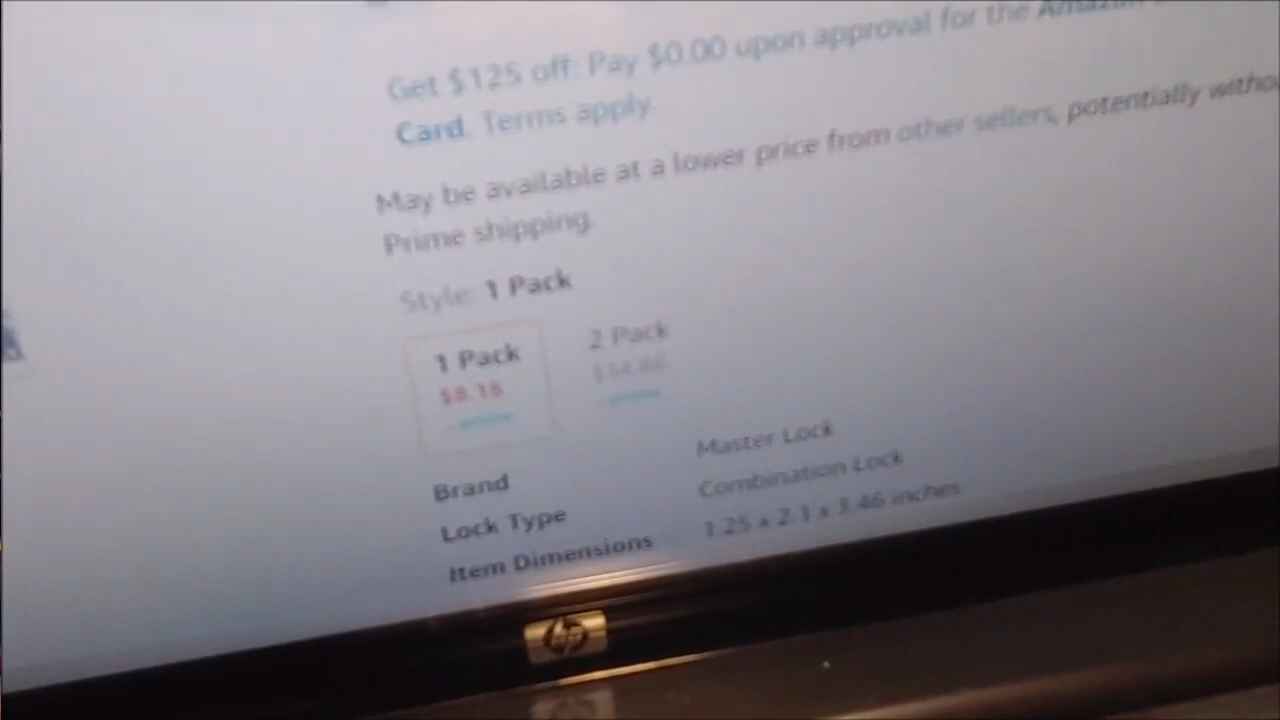 Get $125 off: Pay $0.00 upon approval for the
Card. Terms apply.
May be available at a lower price from other sellers, potentially witho
Prime shipping.
Style: 1 Pack
1 Pack
2 Pack
$8.18
Brand
Master Lock
Lock Type
Combination Lock
Item Dimensions
1.25 x 2.1 x 3.46 inches
hp